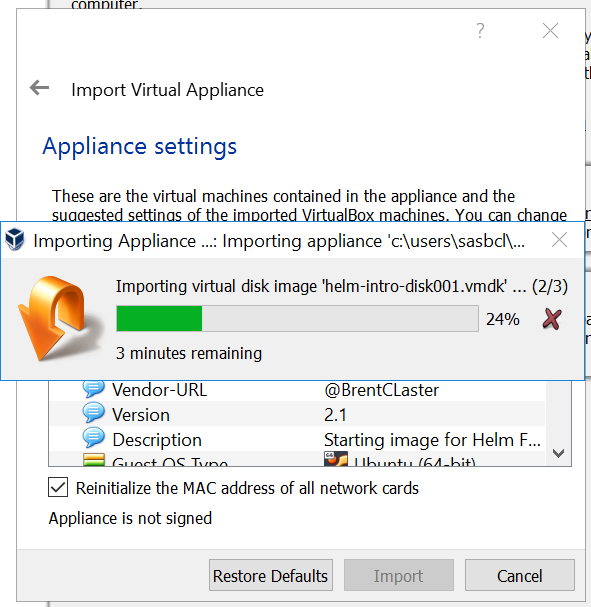 computer.
?
Import Virtual Appliance
Appliance settings
These are the virtual machines contained in the appliance and the
suggested settings of the imported VirtualBox machines. You can change
Importing Appliance ...: Importing appliance 'c:\users\sasbcl\...
Importing virtual disk image 'helm-intro-disk001.vmdk' ... (2/3)
24%
3 minutes remaining
Vendor-URL @BrentCLaster
Version 2.1
Description Starting image for Helm F...
Guest OS Type Ubuntu (64-bit)
Reinitialize the MAC address of all network cards
Appliance is not signed
Restore Defaults Import Cancel